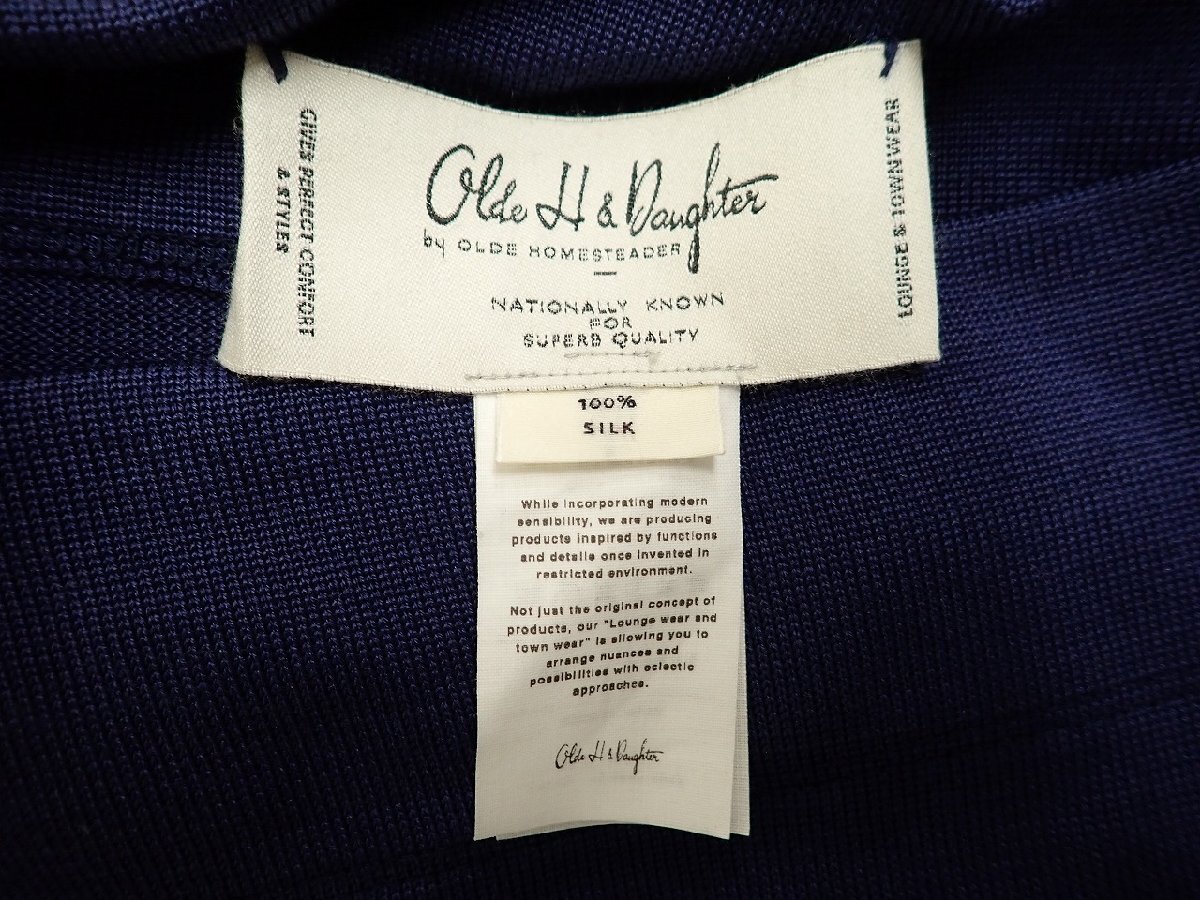 Olde H & Daughter
by OLDE HOMESTEADER
NATIONALLY KNOWN
FOR
SUPERB QUALITY
GIVES PERFECT COMFORT
& STYLES
LOUNGE & TOWN WEAR
100%
SILK
While incorporating modern
sensibility, we are producing
products inspired by functions
and details once invented in
restricted environment.
Not just the original concept of
products, our "Lounge wear and
town wear" is allowing you to
arrange nuances and
possibilities with eclectic
approaches.
Olde H & Daughter